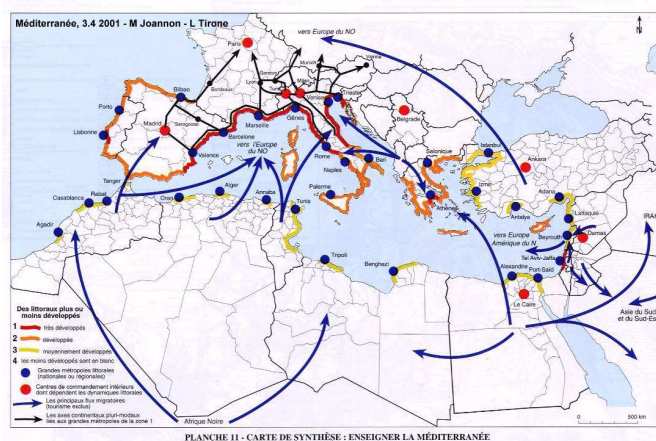 Méditerranée, 3.4 2001 - M Joannon - L Tirone
vers Europe du NO
N
Paris
Munich
Vienne
Genève
Lyon
Turin
Milan
Venise
Trieste
Bordeaux
Bilbao
Porto
Madrid
Saragosse
Marseille
Gênes
Belgrade
Lisbonne
Barcelone
Valence
vers l'Europe
du NO
Rome
Naples
Bari
Salonique
Istanbul
Ankara
Tanger
Rabat
Casablanca
Oran
Alger
Annaba
Tunis
Palerme
Athènes
Izmir
Antalya
Adana
Lattaquié
vers Europe
Amérique du N
Beyrouth
Damas
IRA
Agadir
Tripoli
Benghazi
Alexandrie
Port-Saïd
Tel Aviv-Jaffa
Le Caire
Asie du Sud
et du Sud-Es
Des littoraux plus ou
moins développés
1 très développés
2 développés
3 moyennement développés
4 les moins développés sont en blanc
Grandes métropoles littorales
(nationales ou régionales)
Centres de commandement intérieurs
dont dépendent les dynamiques littorales
Les principaux flux migratoires
(tourisme exclus)
Les axes continentaux pluri-modaux
liés aux grandes métropoles de la zone 1
Afrique Noire
0 500 km
PLANCHE 11 - CARTE DE SYNTHÈSE : ENSEIGNER LA MÉDITERRANÉE